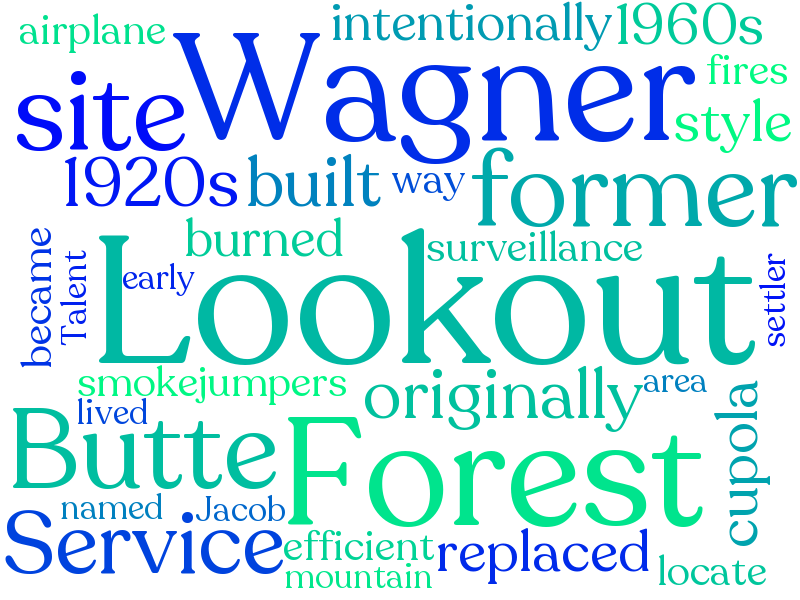 airplane
intentionally
1960s
Wagner
fires
site
style
1920s
built
way
former
burned
surveillance
became
Talent
early
Lookout
settler
smokejumpers
originally
area
lived
cupola
Butte
Forest
named
Jacob
Service
efficient
replaced
mountain
locate